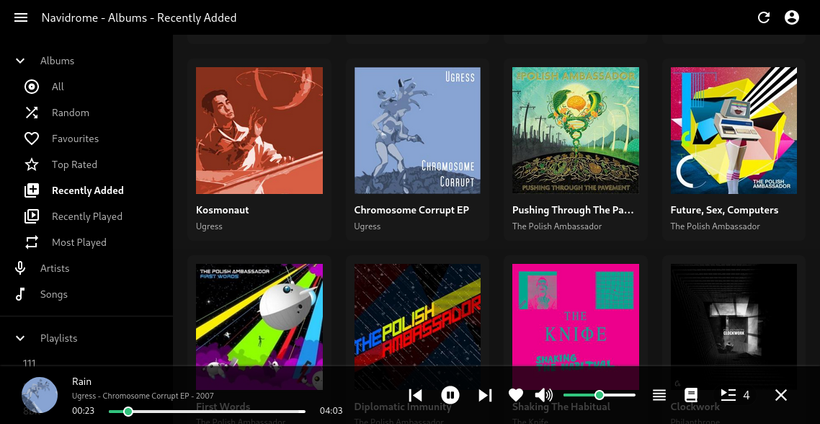 Navidrome - Albums - Recently Added
Albums
All
Random
Favourites
Top Rated
Recently Added
Recently Played
Most Played
Artists
Songs
Playlists
111
UGRESS
CHROMOSOME
CORRUPT
POLISH AMBASSADOR
PUSHING THROUGH THE PAVEMENT
THE POLISH
AMBASSADOR
Kosmonaut
Ugress
Chromosome Corrupt EP
Ugress
Pushing Through The Pa...
The Polish Ambassador
Future, Sex, Computers
The Polish Ambassador
THE POLISH AMBASSADOR
FIRST WORDS
THE POLISH
AMBASSADOR
THE
KNIFE
SHAKING
THE HABITUAL
CLOCKWORK
First Words
The Polish Ambassador
Diplomatic Immunity
The Polish Ambassador
Shaking The Habitual
The Knife
Clockwork
Philanthrope
Rain
Ugress - Chromosome Corrupt EP - 2007
00:23
04:03
4